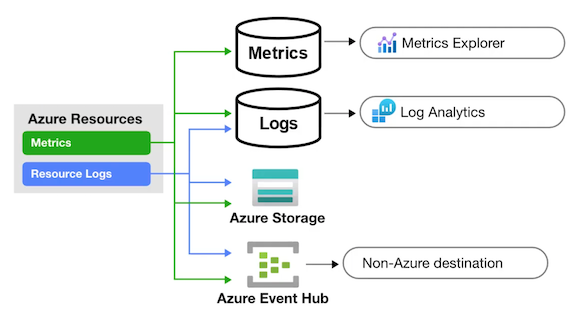 Metrics
Metrics Explorer
Azure Resources
Metrics
Resource Logs
Logs
Log Analytics
Azure Storage
Azure Event Hub
Non-Azure destination